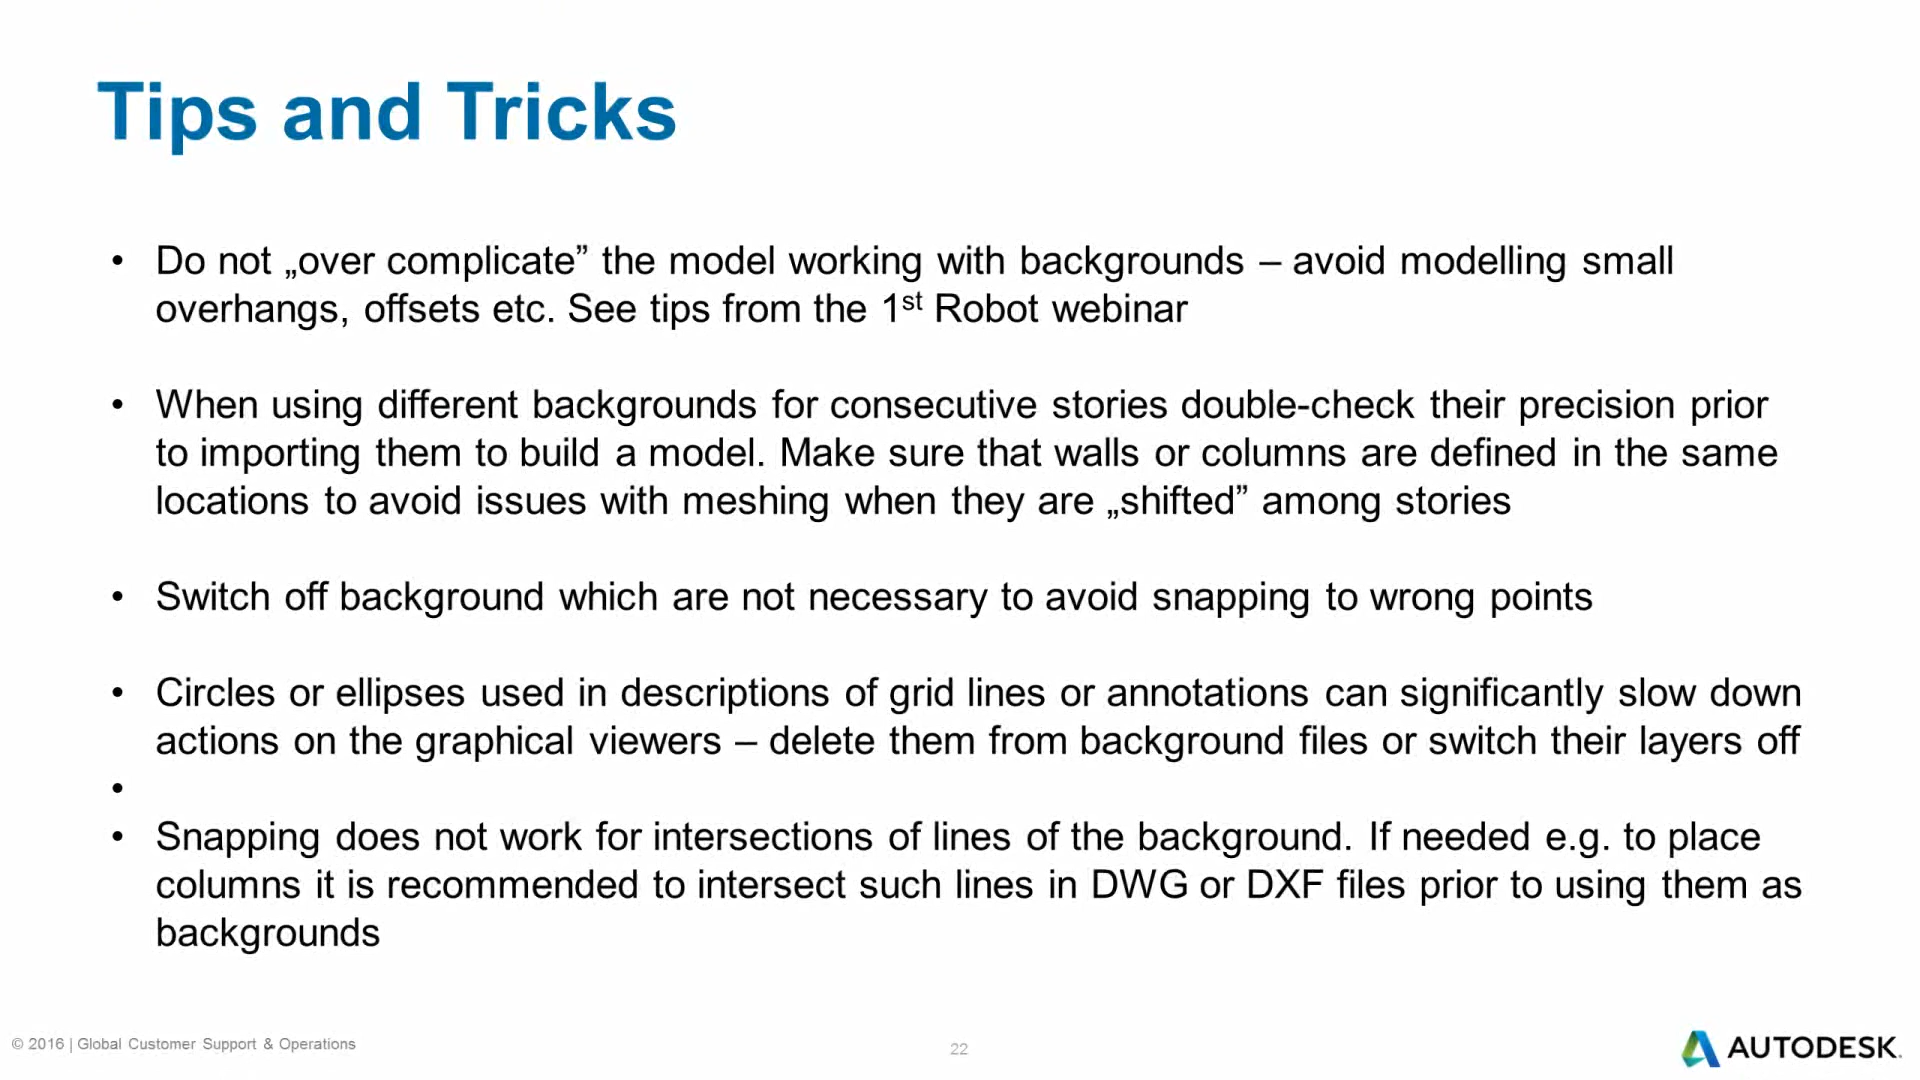 Tips and Tricks
• Do not „over complicate” the model working with backgrounds – avoid modelling small
overhangs, offsets etc. See tips from the 1st Robot webinar
• When using different backgrounds for consecutive stories double-check their precision prior
to importing them to build a model. Make sure that walls or columns are defined in the same
locations to avoid issues with meshing when they are „shifted” among stories
• Switch off background which are not necessary to avoid snapping to wrong points
• Circles or ellipses used in descriptions of grid lines or annotations can significantly slow down
actions on the graphical viewers – delete them from background files or switch their layers off
•
• Snapping does not work for intersections of lines of the background. If needed e.g. to place
columns it is recommended to intersect such lines in DWG or DXF files prior to using them as
backgrounds
© 2016 | Global Customer Support & Operations
22
AUTODESK.